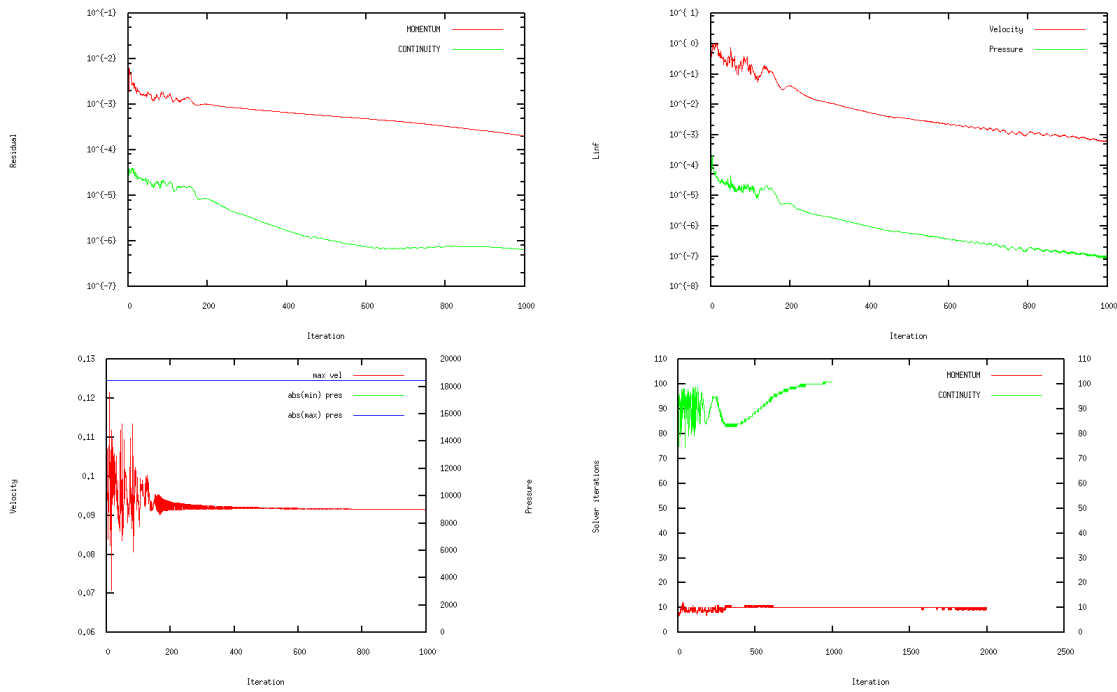 10^{-1}
10^{-2}
10^{-3}
10^{-4}
10^{-5}
10^{-6}
10^{-7}
Residual
MOMENTUM
CONTINUITY
0 200 400 600 800 1000
Iteration
10^{ 1}
10^{ 0}
10^{-1}
10^{-2}
10^{-3}
10^{-4}
10^{-5}
10^{-6}
10^{-7}
10^{-8}
Linf
Velocity
Pressure
0 200 400 600 800 1000
Iteration
0.13
0.12
0.11
0.1
0.09
0.08
0.07
0.06
Velocity
max vel
abs(min) pres
abs(max) pres
20000
18000
16000
14000
12000
10000
8000
6000
4000
2000
0
Pressure
0 200 400 600 800 1000
Iteration
110
100
90
80
70
60
50
40
30
20
10
0
Solver iterations
MOMENTUM
CONTINUITY
110
100
90
80
70
60
50
40
30
20
10
0
0 500 1000 1500 2000 2500
Iteration